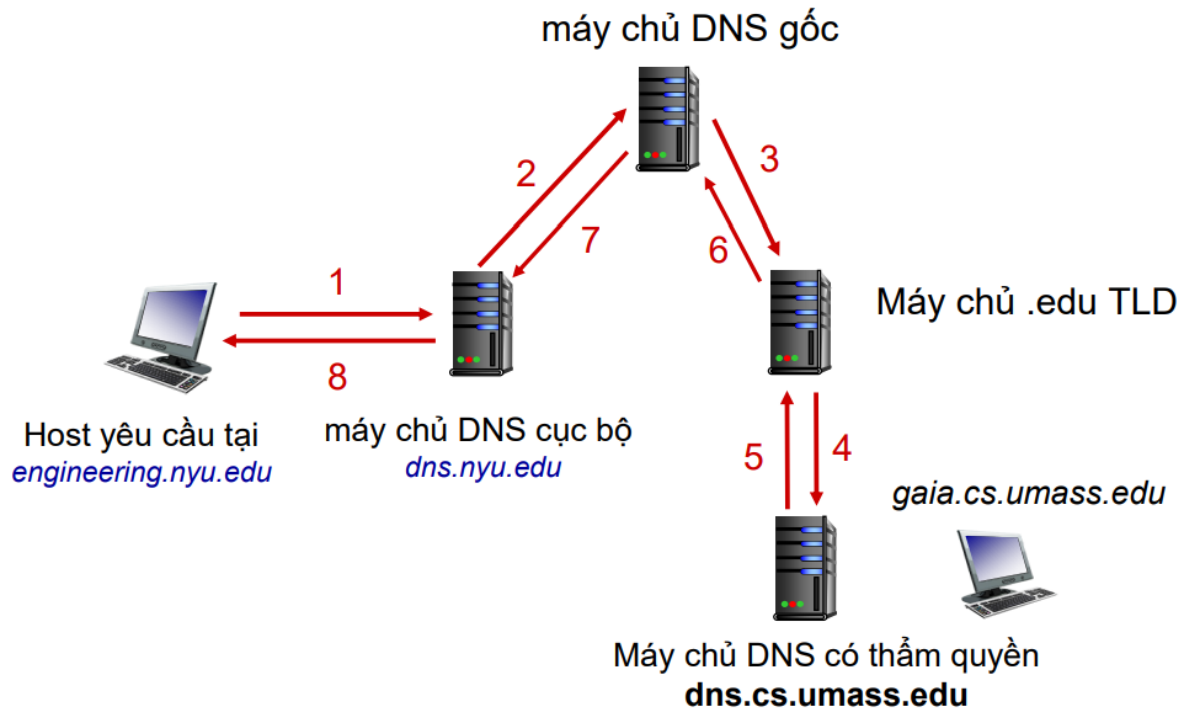 máy chủ DNS gốc
2
3
7
6
1
Máy chủ .edu TLD
8
Host yêu cầu tại
engineering.nyu.edu
máy chủ DNS cục bộ
dns.nyu.edu
5
4
gaia.cs.umass.edu
Máy chủ DNS có thẩm quyền
dns.cs.umass.edu